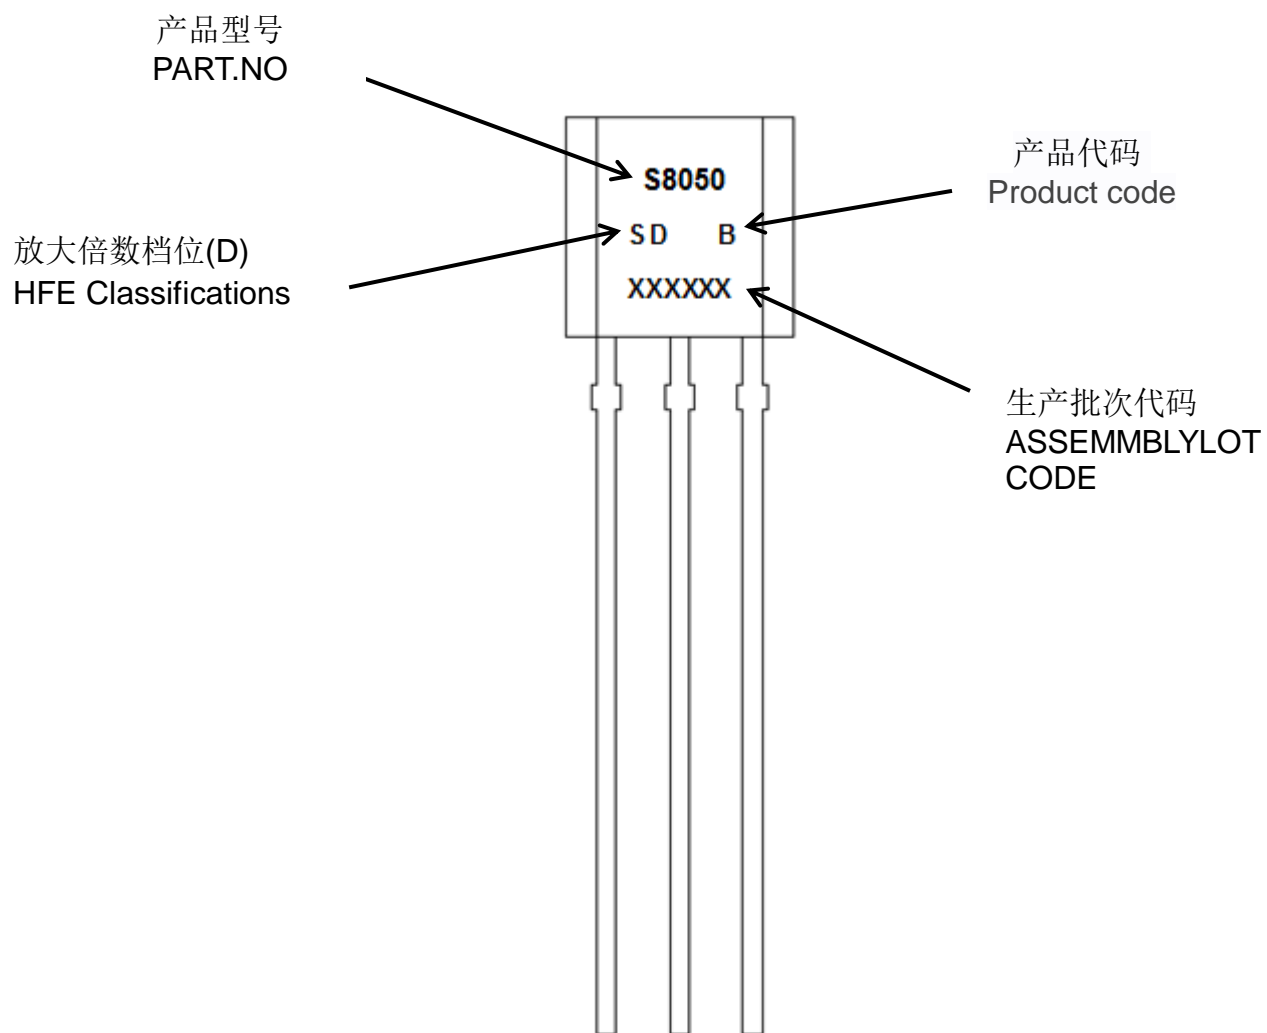 产品型号
PART.NO
S8050
产品代码
Product code
SD B
放大倍数档位(D)
HFE Classifications
XXXXXX
生产批次代码
ASSEMMBLYLOT
CODE